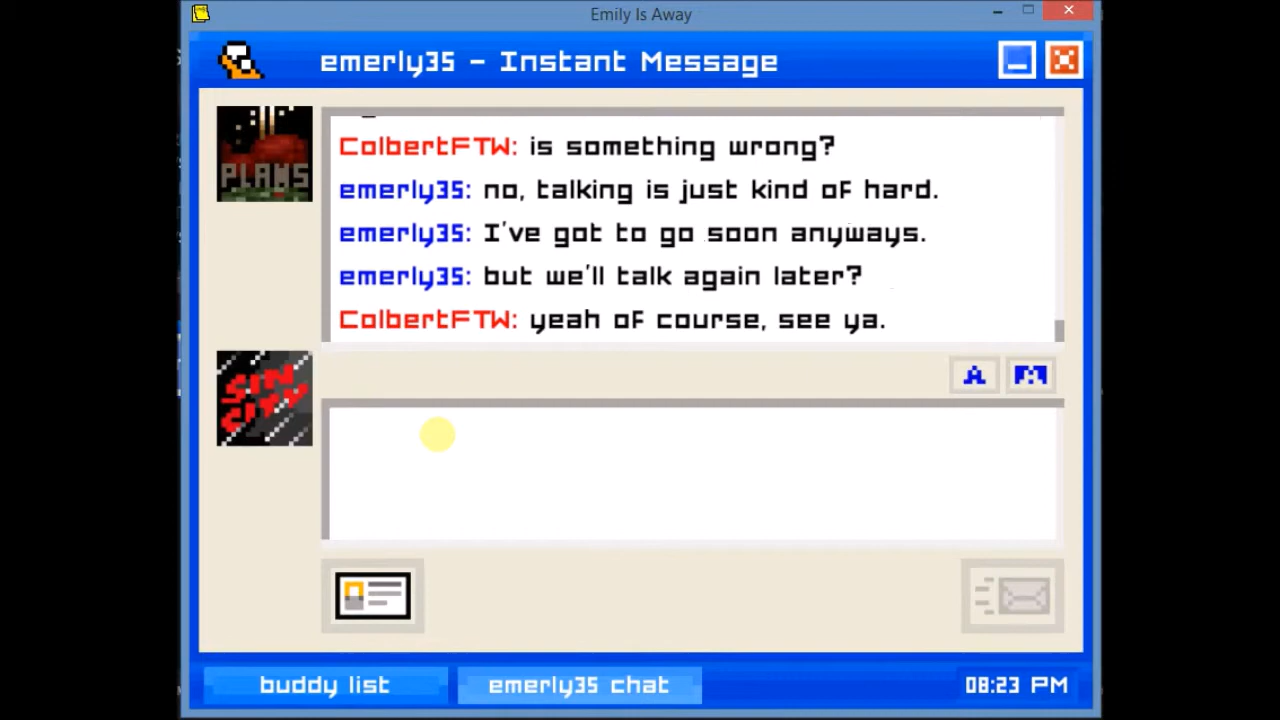 Emily Is Away
emerly35 - Instant Message
ColbertFTW: is something wrong?
emerly35: no, talking is just kind of hard.
emerly35: I've got to go soon anyways.
emerly35: but we'll talk again later?
ColbertFTW: yeah of course, see ya.
PLANS
SIN
CITY
A
M
buddy list
emerly35 chat
08:23 PM